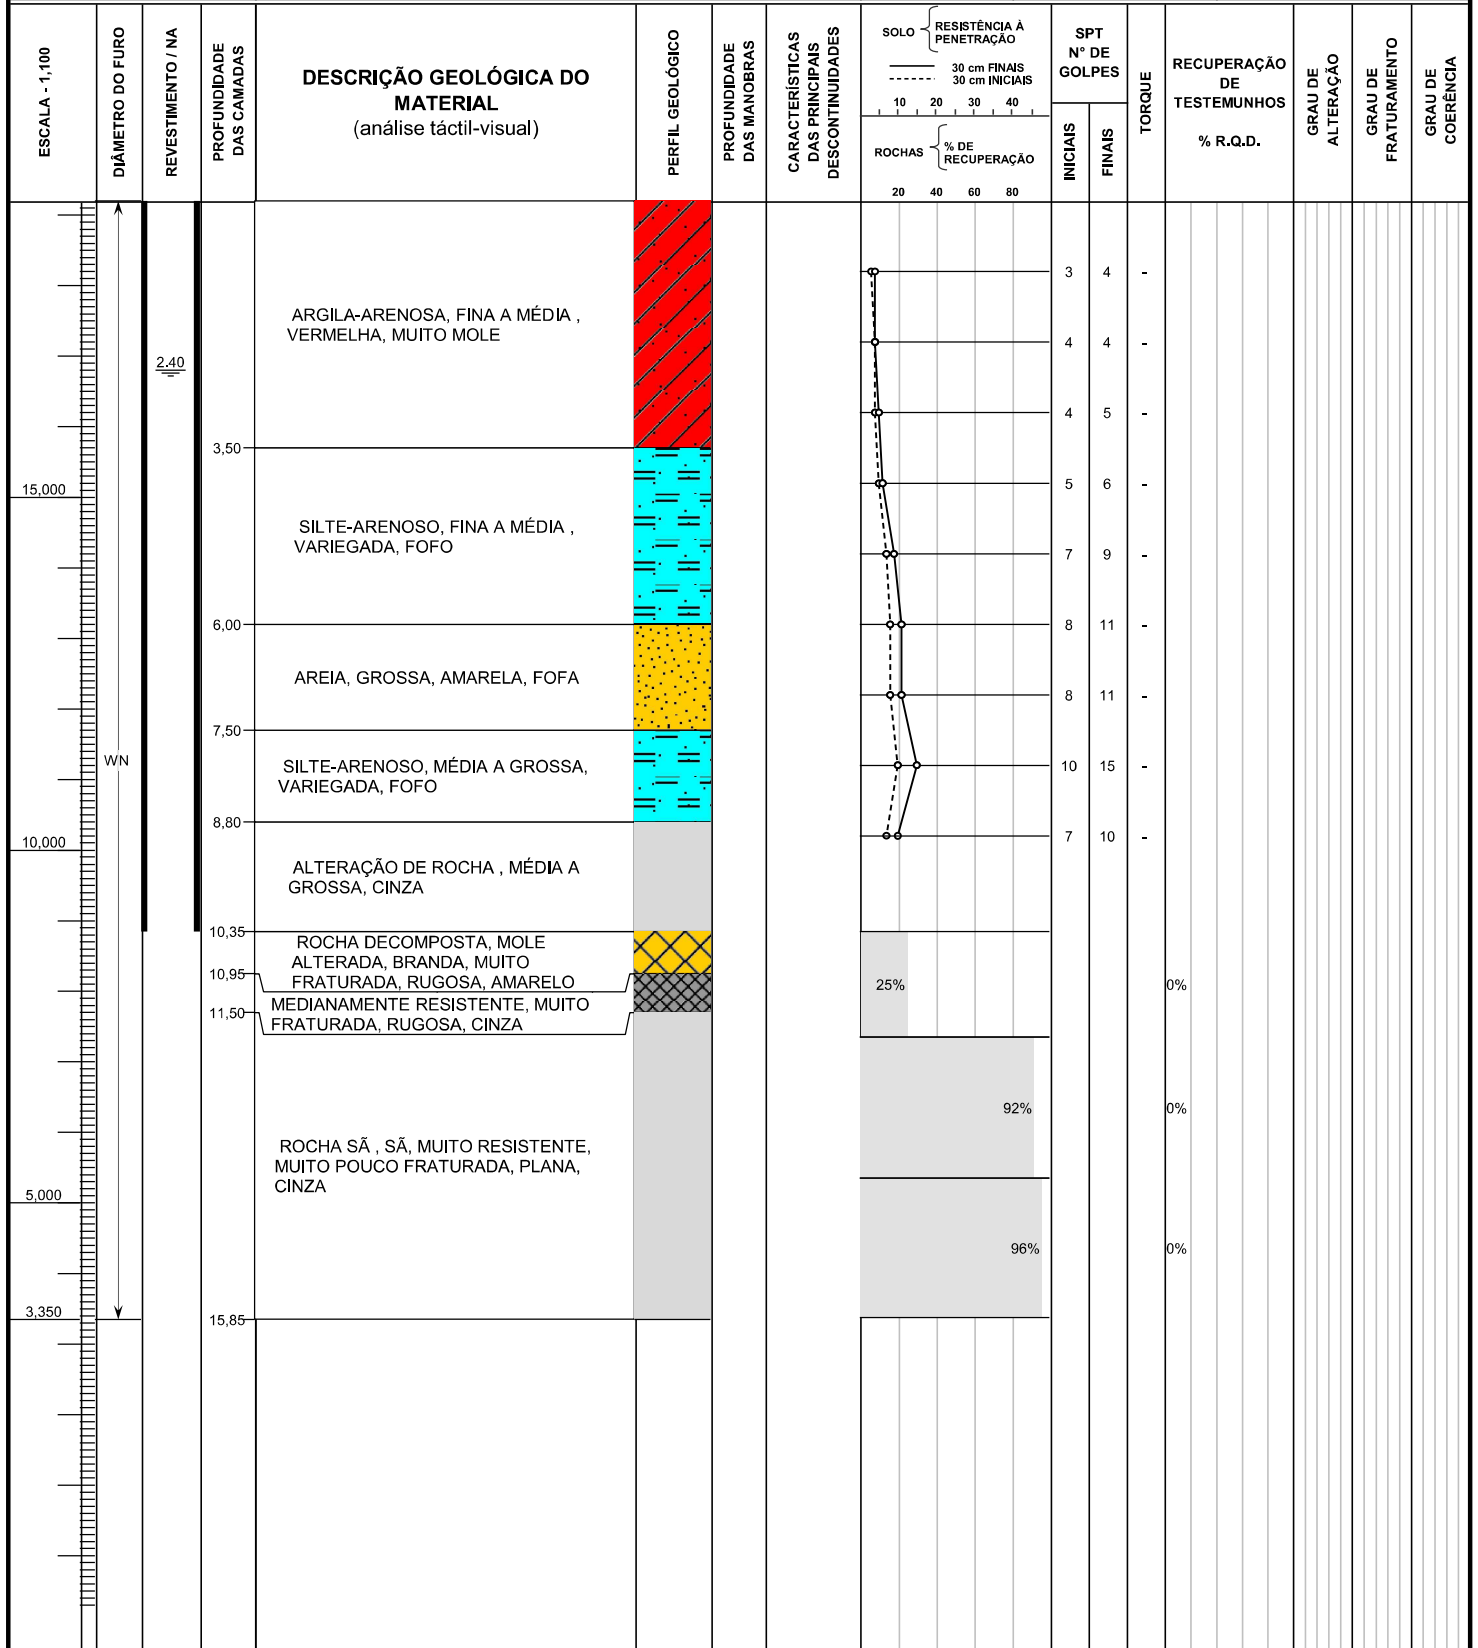 ESCALA - 1,100
DIÂMETRO DO FURO
REVESTIMENTO / NA
PROFUNDIDADE
DAS CAMADAS
DESCRIÇÃO GEOLÓGICA DO
MATERIAL
(análise táctil-visual)
PERFIL GEOLÓGICO
PROFUNDIDADE
DAS MANOBRAS
CARACTERÍSTICAS
DAS PRINCIPAIS
DESCONTINUIDADES
SOLO
RESISTÊNCIA À
PENETRAÇÃO
30 cm FINAIS
30 cm INICIAIS
10 20 30 40
ROCHAS
% DE
RECUPERAÇÃO
20 40 60 80
SPT
N° DE
GOLPES
INICIAIS
FINAIS
TORQUE
RECUPERAÇÃO
DE
TESTEMUNHOS
% R.Q.D.
GRAU DE
ALTERAÇÃO
GRAU DE
FRATURAMENTO
GRAU DE
COERÊNCIA
3 4 -
ARGILA-ARENOSA, FINA A MÉDIA ,
VERMELHA, MUITO MOLE
4 4 -
2.40
4 5 -
3,50
15,000
5 6 -
SILTE-ARENOSO, FINA A MÉDIA ,
VARIEGADA, FOFO
7 9 -
6,00
8 11 -
AREIA, GROSSA, AMARELA, FOFA
8 11 -
7,50
WN
SILTE-ARENOSO, MÉDIA A GROSSA,
VARIEGADA, FOFO
10 15 -
8,80
7 10 -
10,000
ALTERAÇÃO DE ROCHA , MÉDIA A
GROSSA, CINZA
10,35
ROCHA DECOMPOSTA, MOLE
ALTERADA, BRANDA, MUITO
10,95
FRATURADA, RUGOSA, AMARELO
25%
0%
MEDIANAMENTE RESISTENTE, MUITO
11,50
FRATURADA, RUGOSA, CINZA
92%
0%
ROCHA SÃ , SÃ, MUITO RESISTENTE,
MUITO POUCO FRATURADA, PLANA,
CINZA
5,000
96%
0%
3,350
15,85